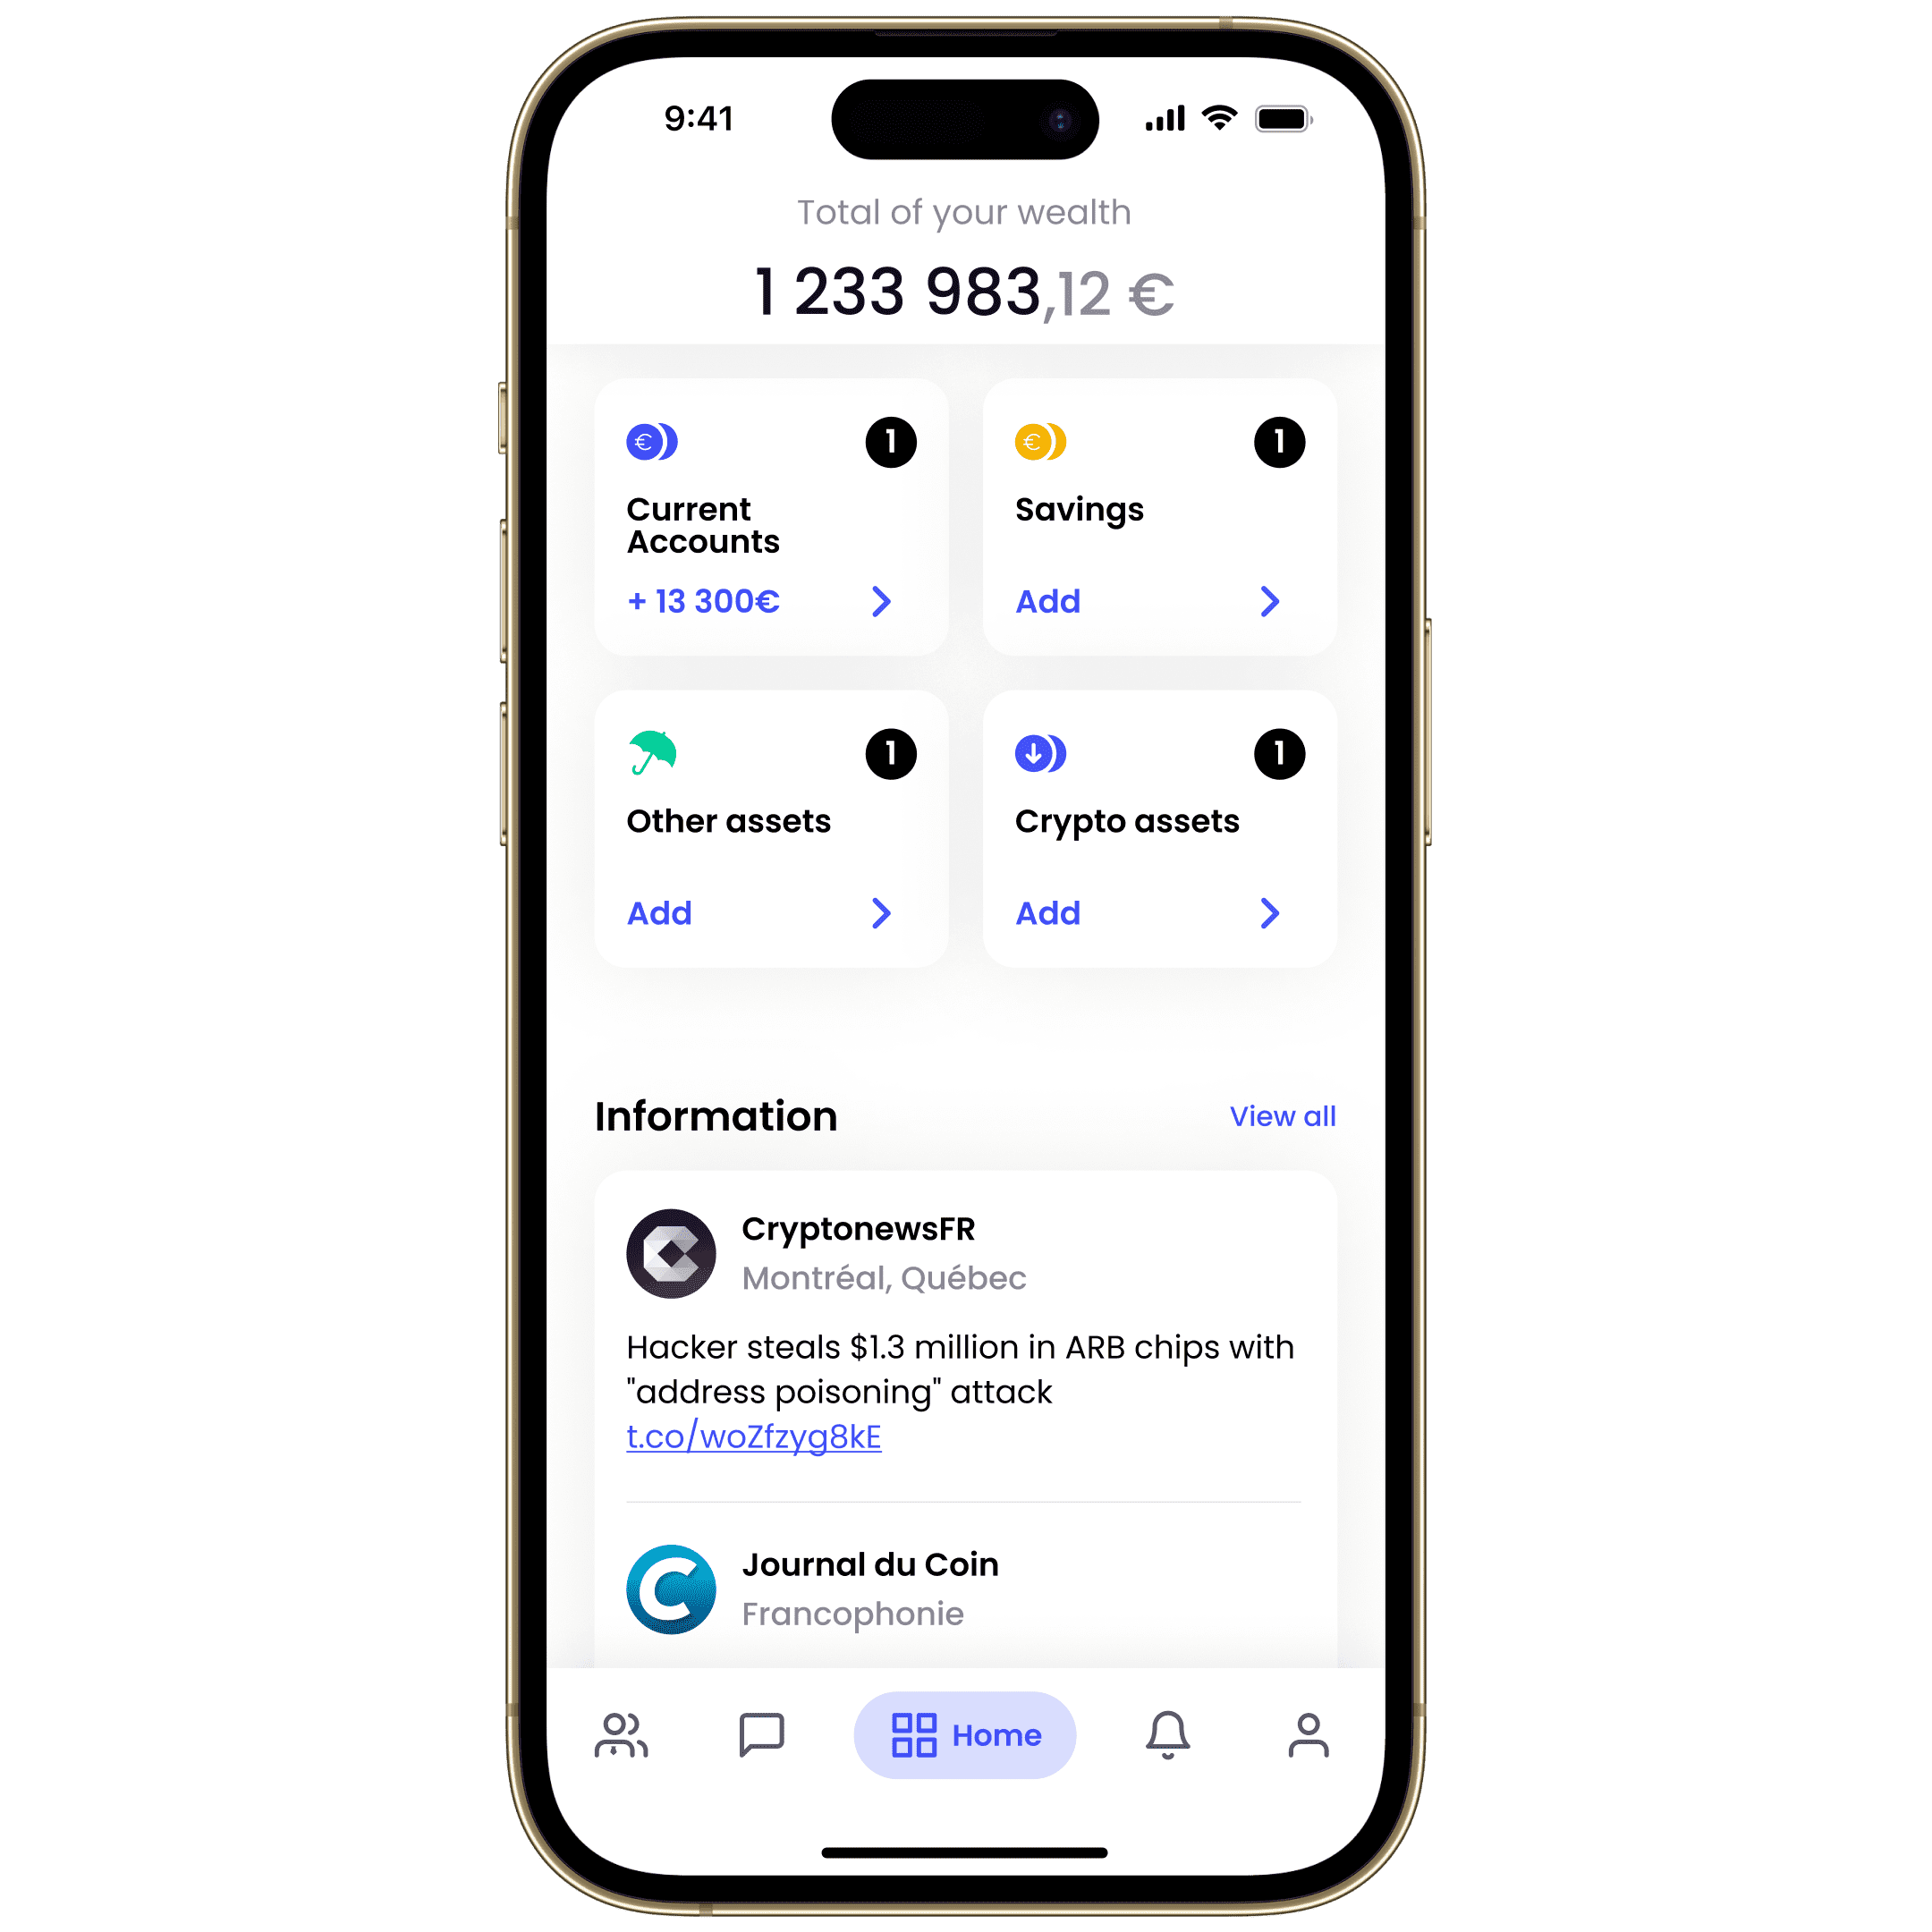 9:41
Total of your wealth
1 233 983,12 €
1
1
Current
Accounts
Savings
+ 13 300€
Add
1
1
Other assets
Crypto assets
Add
Add
Information
View all
CryptonewsFR
Montréal, Québec
Hacker steals $1.3 million in ARB chips with
"address poisoning" attack
t.co/woZfzyg8kE
Journal du Coin
Francophonie
Home